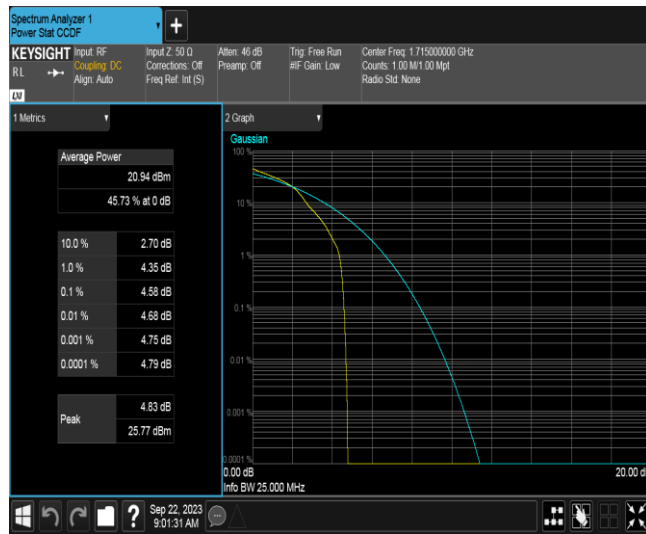 Spectrum Analyzer 1
Power Stat CCDF
KEYSIGHT
RL
LXI
Input: RF
Coupling: DC
Align: Auto
Input Z: 50 Ω
Corrections: Off
Freq Ref: Int (S)
Atten: 46 dB
Preamp: Off
Trig: Free Run
#IF Gain: Low
Center Freq: 1.715000000 GHz
Counts: 1.00 M/1.00 Mpt
Radio Std: None
1 Metrics
Average Power
20.94 dBm
45.73 % at 0 dB
10.0 % 2.70 dB
1.0 % 4.35 dB
0.1 % 4.58 dB
0.01 % 4.68 dB
0.001 % 4.75 dB
0.0001 % 4.79 dB
Peak
4.83 dB
25.77 dBm
2 Graph
Gaussian
100 %
10 %
1 %
0.1 %
0.01 %
0.001 %
0.0001 %
0.00 dB
20.00 d
Info BW 25.000 MHz
?
Sep 22, 2023
9:01:31 AM